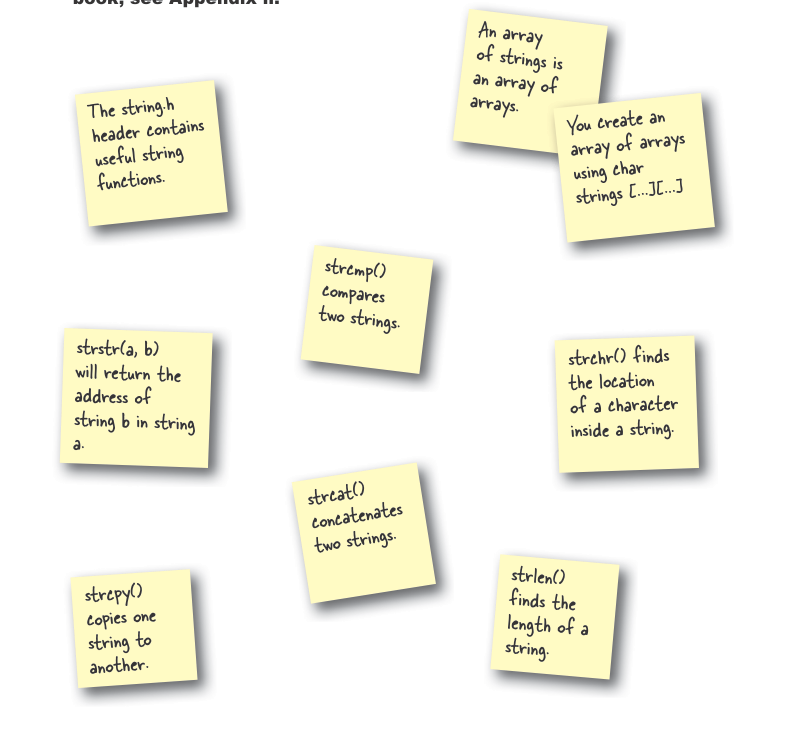 book, see Appendix ii.
An array
of strings is
an array of
arrays.
The string.h
header contains
useful string
functions.
You create an
array of arrays
using char
strings [...][...]
strcmp()
compares
two strings.
strstr(a, b)
will return the
address of
string b in string
a.
strchr() finds
the location
of a character
inside a string.
strcat()
concatenates
two strings.
strcpy()
copies one
string to
another.
strlen()
finds the
length of a
string.